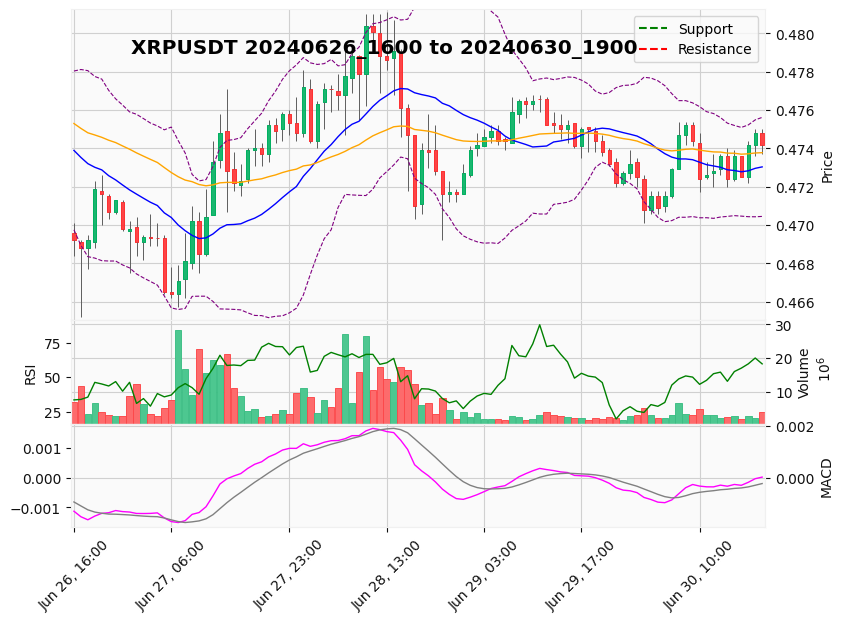 XRPUSDT 20240626_1600 to 20240630_1900
Support
Resistance
0.480
0.478
0.476
0.474
0.472
0.470
0.468
0.466
Price
75
50
25
RSI
30
20
10
Volume
10^6
0.001
0.000
−0.001
0.002
0.000
MACD
Jun 26, 16:00
Jun 27, 06:00
Jun 27, 23:00
Jun 28, 13:00
Jun 29, 03:00
Jun 29, 17:00
Jun 30, 10:00